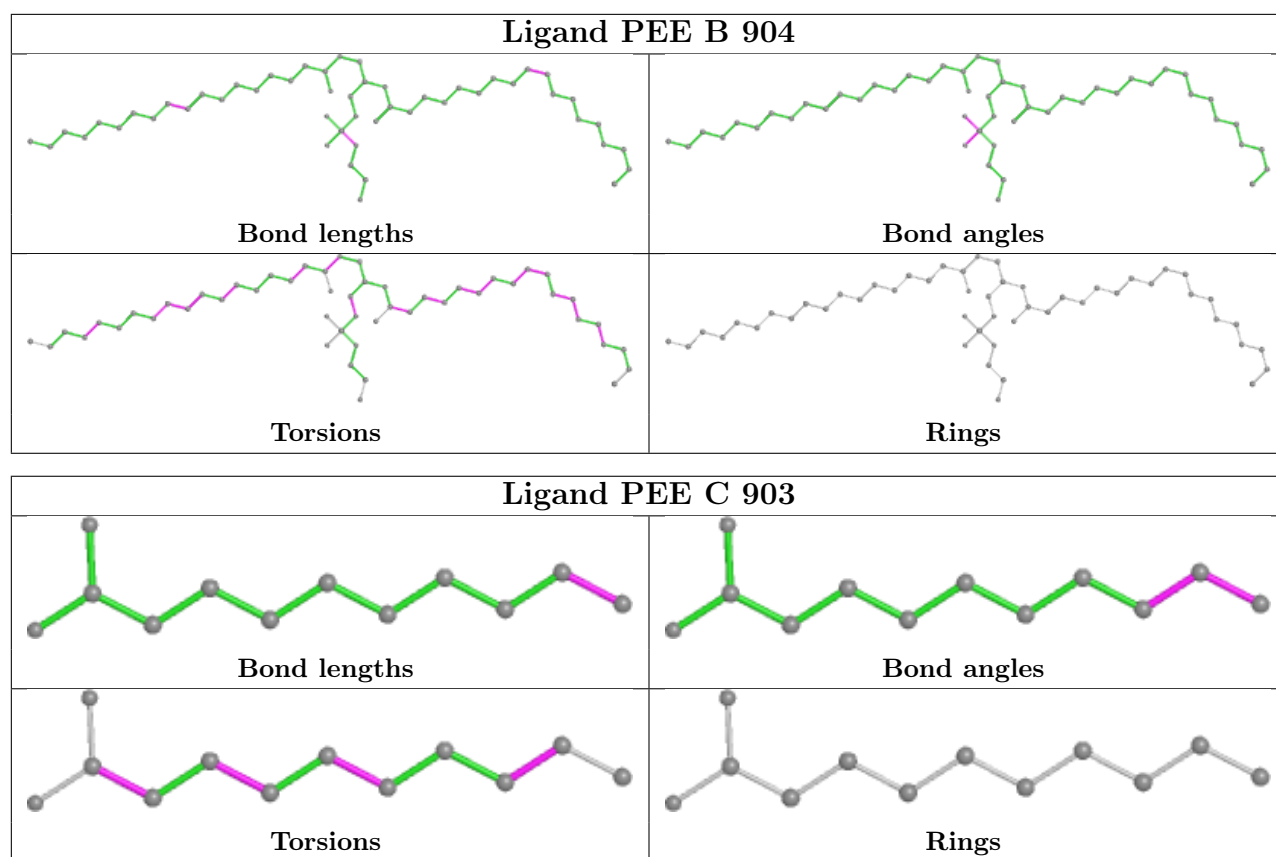 Ligand PEE B 904
Bond lengths
Bond angles
Torsions
Rings
Ligand PEE C 903
Bond lengths
Bond angles
Torsions
Rings